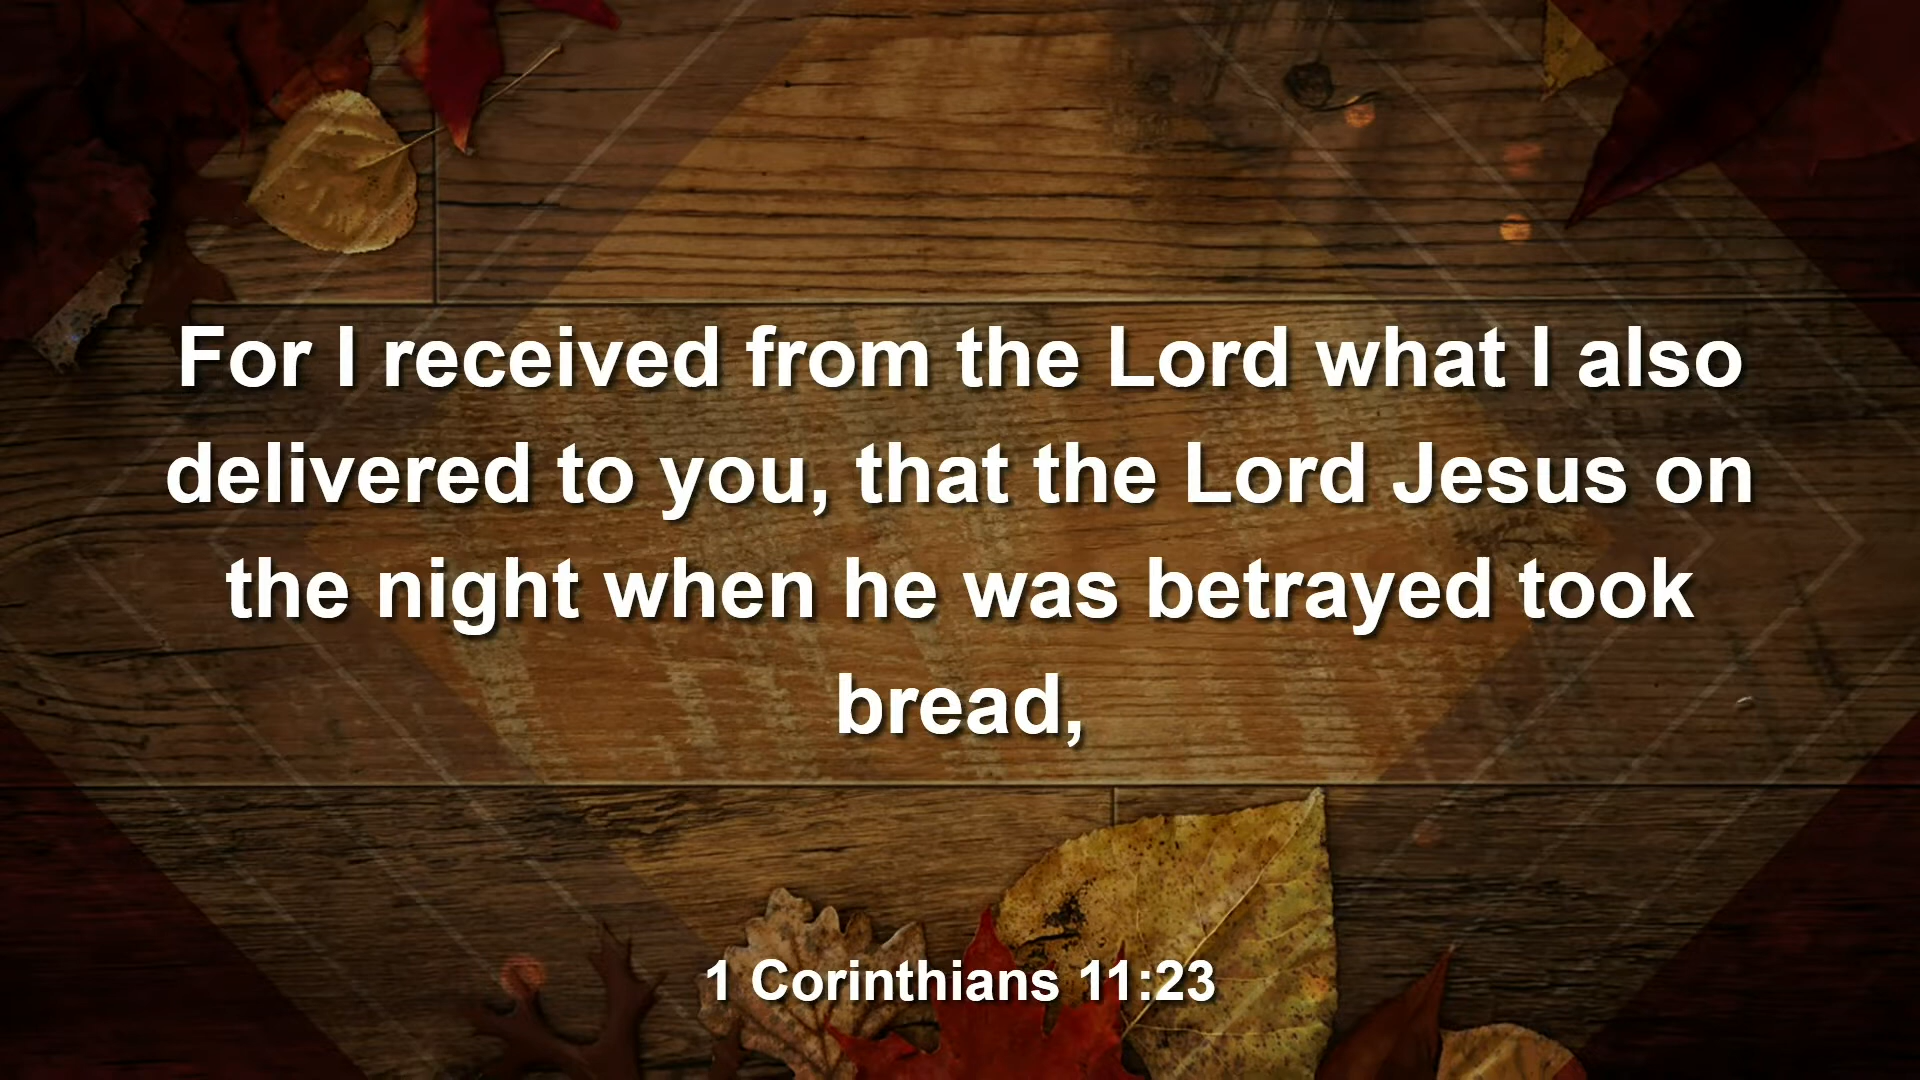 For I received from the Lord what I also
delivered to you, that the Lord Jesus on
the night when he was betrayed took
bread,
1 Corinthians 11:23